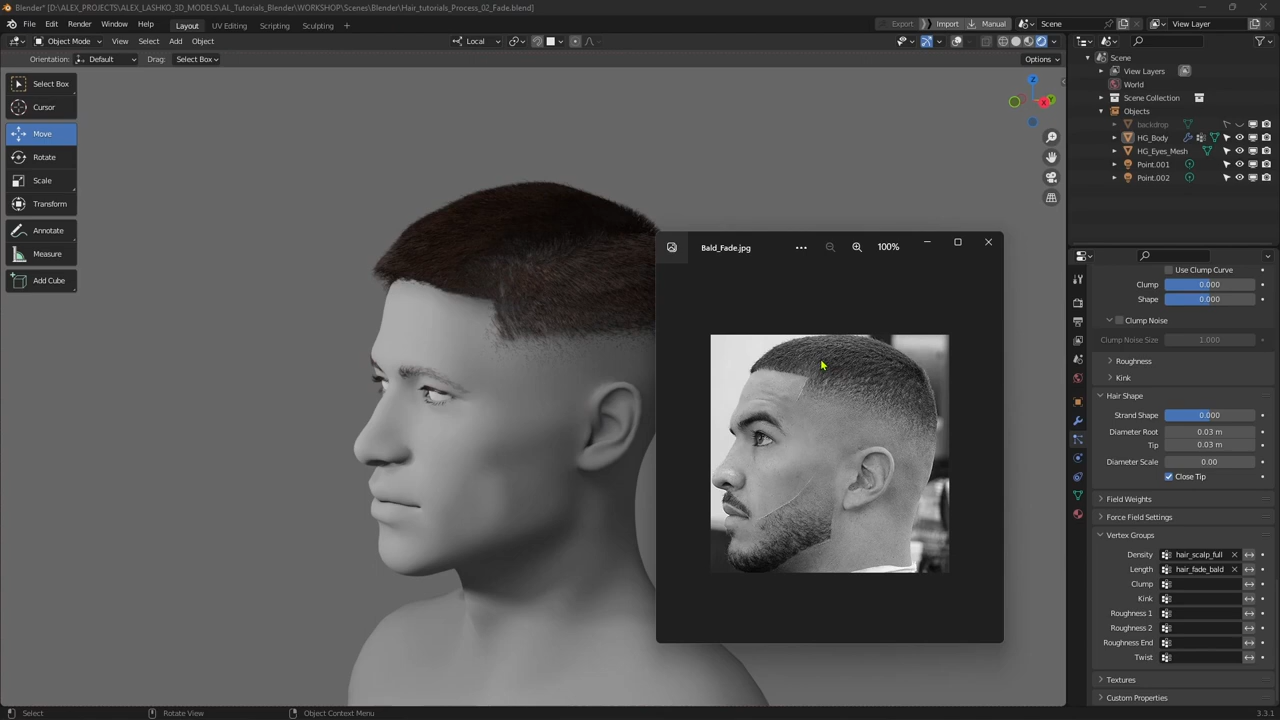 Blender* [D:\ALEX_PROJECTS\ALEX_LASHKO_3D_MODELS\AL_Tutorials_Blender\WORKSHOP\Scenes\Blender\Hair_tutorials_Process_02_Fade.blend]
File Edit Render Window Help Layout UV Editing Scripting Sculpting Export Import Manual Scene View Layer
Object Mode View Select Add Object Local
Orientation: Default Drag: Select Box Options
Select Box
Cursor
Move
Rotate
Scale
Transform
Annotate
Measure
Add Cube
Z
Y
X
Bald_Fade.jpg
100%
Scene
View Layers
World
Scene Collection
Objects
backdrop
HG_Body
HG_Eyes_Mesh
Point.001
Point.002
Use Clump Curve
Clump 0.000
Shape 0.000
Clump Noise
Clump Noise Size 1.000
Roughness
Kink
Hair Shape
Strand Shape 0.000
Diameter Root 0.03 m
Tip 0.03 m
Diameter Scale 0.00
Close Tip
Field Weights
Force Field Settings
Vertex Groups
Density hair_scalp_full
Length hair_fade_bald
Clump
Kink
Roughness 1
Roughness 2
Roughness End
Twist
Textures
Custom Properties
Select Rotate View Object Context Menu 3.3.1